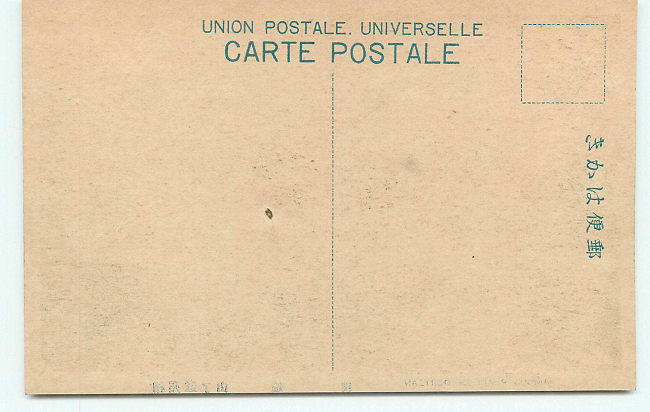 UNION POSTALE. UNIVERSELLE
CARTE POSTALE
きかは便郵